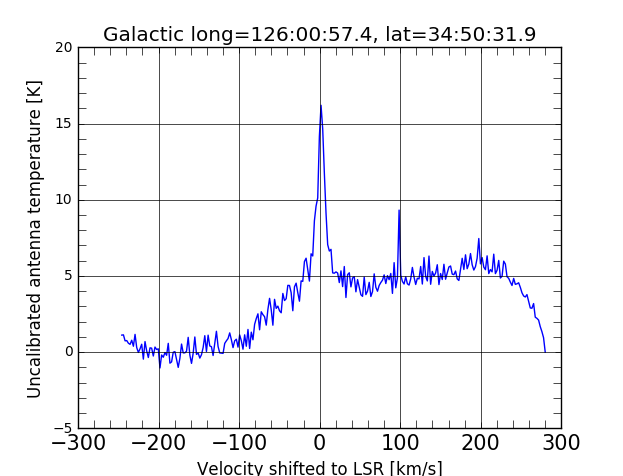 Galactic long=126:00:57.4, lat=34:50:31.9
Uncalibrated antenna temperature [K]
20
15
10
5
0
−5
−300 −200 −100 0 100 200 300
Velocity shifted to LSR [km/s]